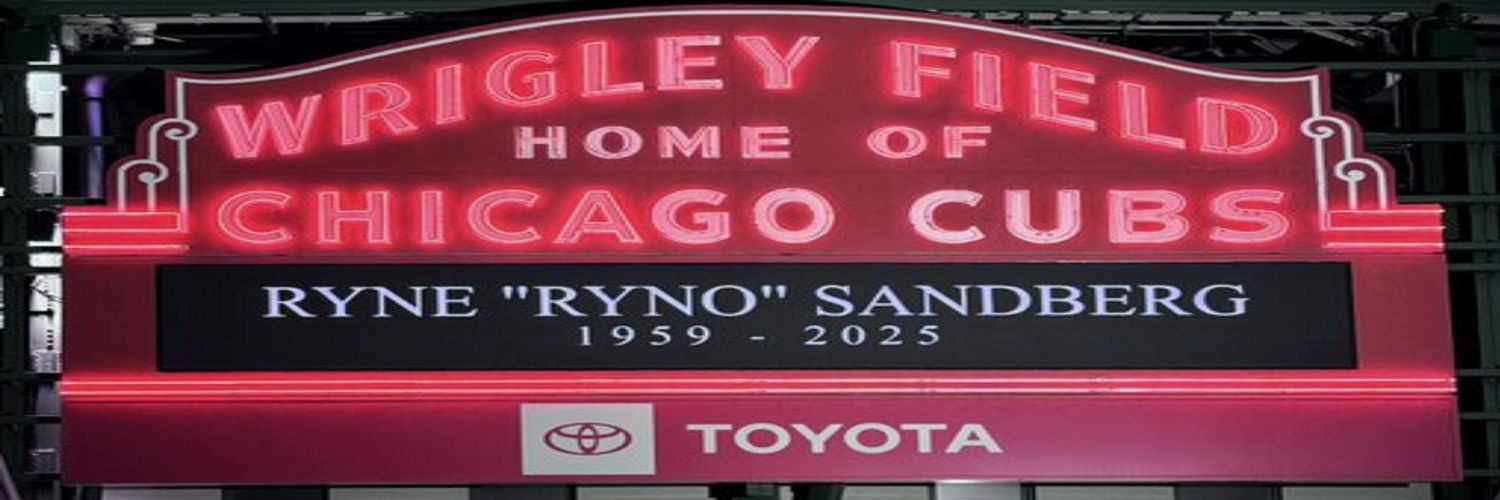 WRIGLEY FIELD
HOME OF
CHICAGO CUBS
RYNE "RYNO" SANDBERG
1959 - 2025
TOYOTA